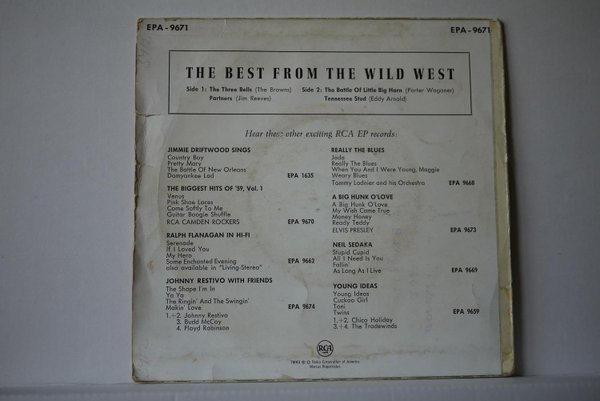 EPA - 9671
EPA - 9671
THE BEST FROM THE WILD WEST
Side 1: The Three Bells (The Browns)
Partners (Jim Reeves)
Side 2: The Battle Of Little Big Horn (Porter Wagoner)
Tennessee Stud (Eddy Arnold)
Hear these other exciting RCA EP records:
JIMMIE DRIFTWOOD SINGS
Country Boy
Pretty Mary
The Battle Of New Orleans
Damyankee Lad EPA 1635
THE BIGGEST HITS OF '59, Vol. 1
Venus
Pink Shoe Laces
Come Softly To Me
Guitar Boogie Shuffle
RCA CAMDEN ROCKERS EPA 9670
RALPH FLANAGAN IN HI-FI
Serenade
If I Loved You
My Hero
Some Enchanted Evening EPA 9662
also available in "Living-Stereo"
JOHNNY RESTIVO WITH FRIENDS
The Shape I'm In
Ya Ya
The Ringin' And The Swingin'
Makin' Love EPA 9674
1.+2. Johnny Restivo
3. Budd McCoy
4. Floyd Robinson
REALLY THE BLUES
Jada
Really The Blues
When You And I Were Young, Maggie
Weary Blues
Tommy Ladnier and his Orchestra EPA 9668
A BIG HUNK O'LOVE
A Big Hunk O'Love
My Wish Came True
Money Honey
Ready Teddy
ELVIS PRESLEY EPA 9673
NEIL SEDAKA
Stupid Cupid
All I Need Is You
Fallin'
As Long As I Live EPA 9669
YOUNG IDEAS
Young Ideas
Cuckoo Girl
Toni
Twins EPA 9659
1.+2. Chico Holiday
3.+4. The Tradewinds
RCA
Radio Corporation of America